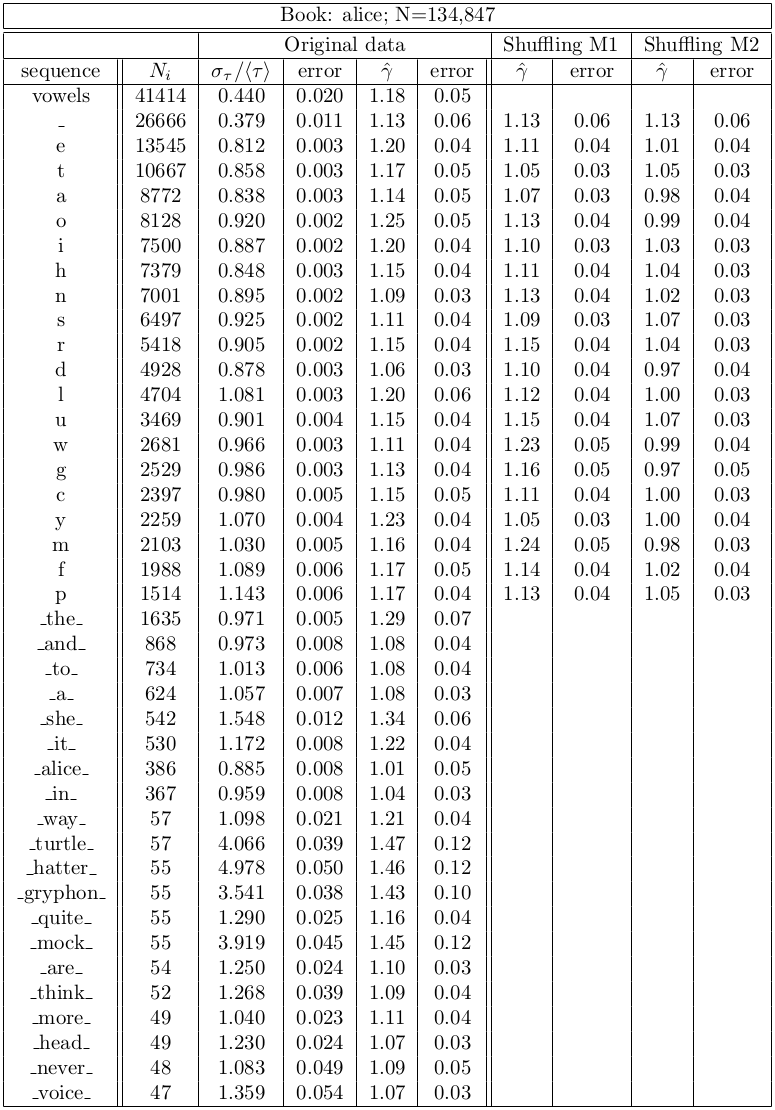 Book: alice; N=134,847
Original data Shuffling M1 Shuffling M2
sequence N_i σ_τ/⟨τ⟩ error γ̂ error γ̂ error γ̂ error
vowels 41414 0.440 0.020 1.18 0.05
_ 26666 0.379 0.011 1.13 0.06 1.13 0.06 1.13 0.06
e 13545 0.812 0.003 1.20 0.04 1.11 0.04 1.01 0.04
t 10667 0.858 0.003 1.17 0.05 1.05 0.03 1.05 0.03
a 8772 0.838 0.003 1.14 0.05 1.07 0.03 0.98 0.04
o 8128 0.920 0.002 1.25 0.05 1.13 0.04 0.99 0.04
i 7500 0.887 0.002 1.20 0.04 1.10 0.03 1.03 0.03
h 7379 0.848 0.003 1.15 0.04 1.11 0.04 1.04 0.03
n 7001 0.895 0.002 1.09 0.03 1.13 0.04 1.02 0.03
s 6497 0.925 0.002 1.11 0.04 1.09 0.03 1.07 0.03
r 5418 0.905 0.002 1.15 0.04 1.15 0.04 1.04 0.03
d 4928 0.878 0.003 1.06 0.03 1.10 0.04 0.97 0.04
l 4704 1.081 0.003 1.20 0.06 1.12 0.04 1.00 0.03
u 3469 0.901 0.004 1.15 0.04 1.15 0.04 1.07 0.03
w 2681 0.966 0.003 1.11 0.04 1.23 0.05 0.99 0.04
g 2529 0.986 0.003 1.13 0.04 1.16 0.05 0.97 0.05
c 2397 0.980 0.005 1.15 0.05 1.11 0.04 1.00 0.03
y 2259 1.070 0.004 1.23 0.04 1.05 0.03 1.00 0.04
m 2103 1.030 0.005 1.16 0.04 1.24 0.05 0.98 0.03
f 1988 1.089 0.006 1.17 0.05 1.14 0.04 1.02 0.04
p 1514 1.143 0.006 1.17 0.04 1.13 0.04 1.05 0.03
_the_ 1635 0.971 0.005 1.29 0.07
_and_ 868 0.973 0.008 1.08 0.04
_to_ 734 1.013 0.006 1.08 0.04
_a_ 624 1.057 0.007 1.08 0.03
_she_ 542 1.548 0.012 1.34 0.06
_it_ 530 1.172 0.008 1.22 0.04
_alice_ 386 0.885 0.008 1.01 0.05
_in_ 367 0.959 0.008 1.04 0.03
_way_ 57 1.098 0.021 1.21 0.04
_turtle_ 57 4.066 0.039 1.47 0.12
_hatter_ 55 4.978 0.050 1.46 0.12
_gryphon_ 55 3.541 0.038 1.43 0.10
_quite_ 55 1.290 0.025 1.16 0.04
_mock_ 55 3.919 0.045 1.45 0.12
_are_ 54 1.250 0.024 1.10 0.03
_think_ 52 1.268 0.039 1.09 0.04
_more_ 49 1.040 0.023 1.11 0.04
_head_ 49 1.230 0.024 1.07 0.03
_never_ 48 1.083 0.049 1.09 0.05
_voice_ 47 1.359 0.054 1.07 0.03